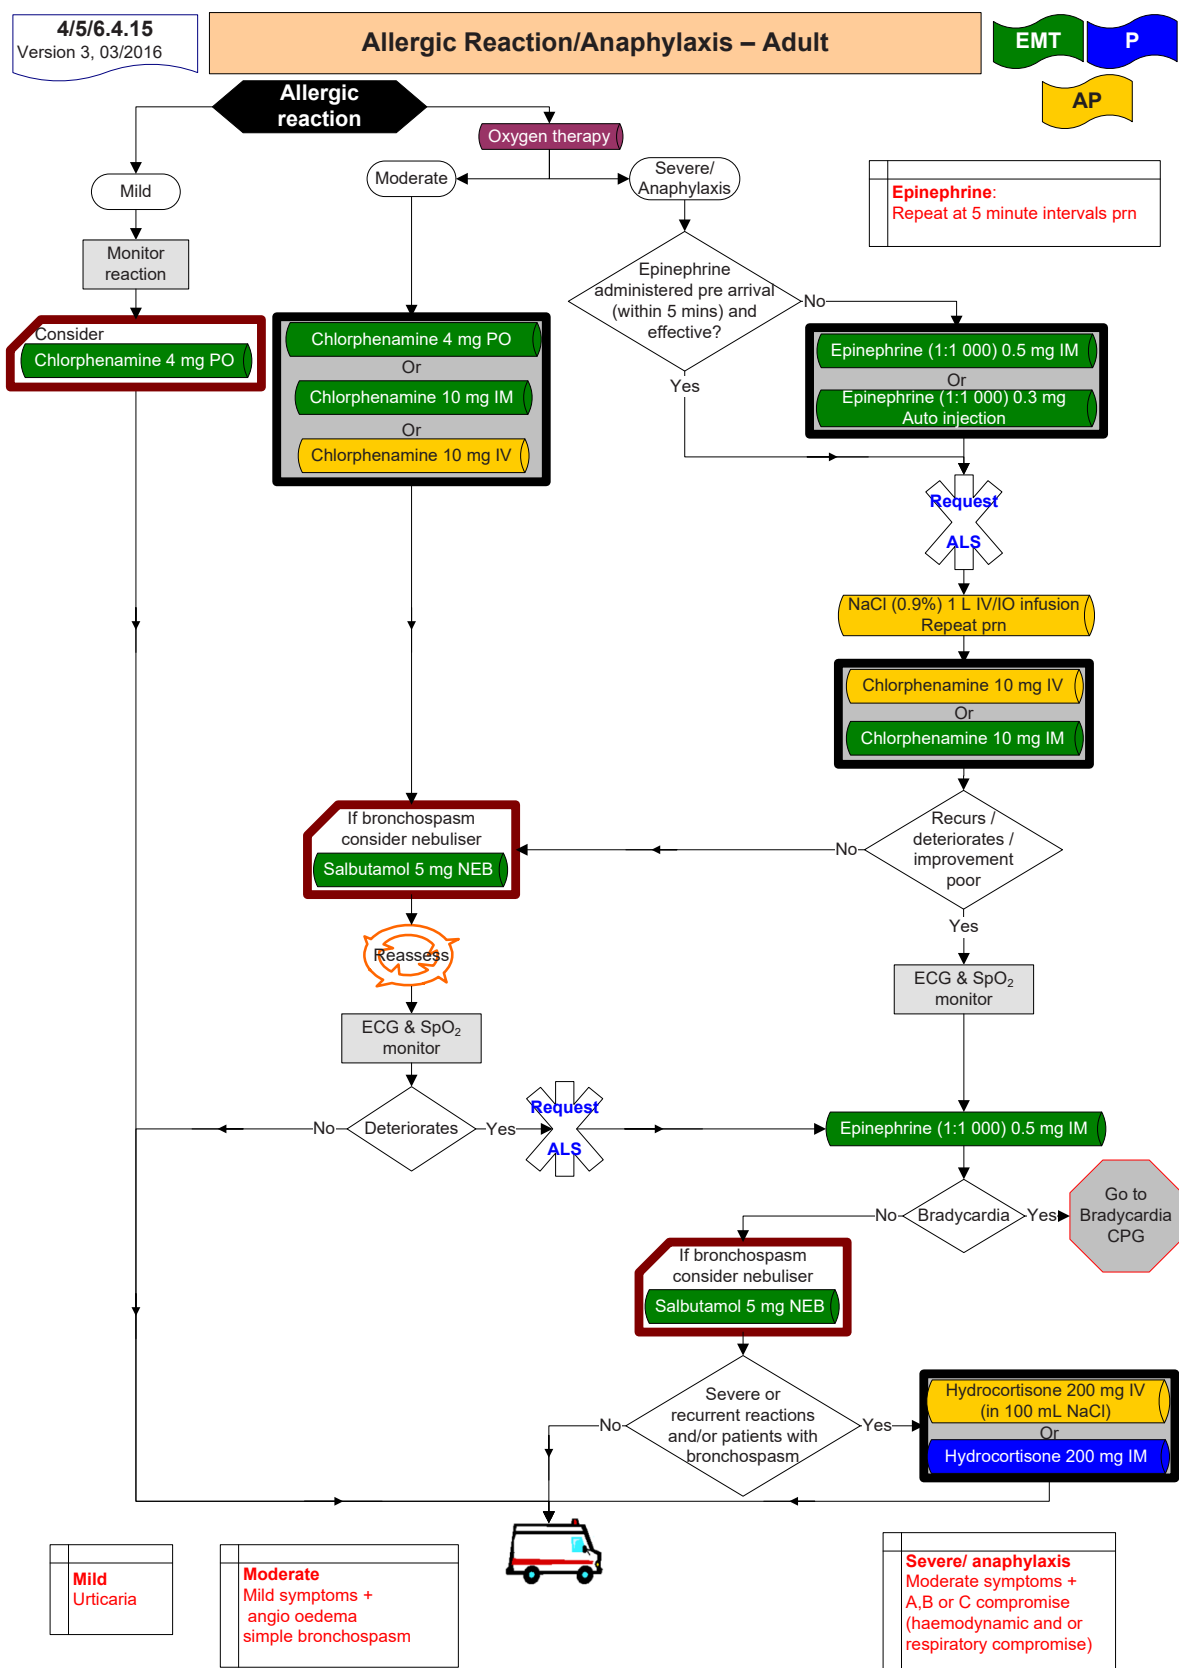 4/5/6.4.15
Version 3, 03/2016
Allergic Reaction/Anaphylaxis – Adult
EMT
P
AP
Allergic
reaction
Oxygen therapy
Mild
Moderate
Severe/
Anaphylaxis
Epinephrine:
Repeat at 5 minute intervals prn
Monitor
reaction
Epinephrine
administered pre arrival
(within 5 mins) and
effective?
No
Yes
Consider
Chlorphenamine 4 mg PO
Chlorphenamine 4 mg PO
Or
Chlorphenamine 10 mg IM
Or
Chlorphenamine 10 mg IV
Epinephrine (1:1 000) 0.5 mg IM
Or
Epinephrine (1:1 000) 0.3 mg
Auto injection
Request
ALS
NaCl (0.9%) 1 L IV/IO infusion
Repeat prn
Chlorphenamine 10 mg IV
Or
Chlorphenamine 10 mg IM
If bronchospasm
consider nebuliser
Salbutamol 5 mg NEB
No
Recurs /
deteriorates /
improvement
poor
Yes
Reassess
ECG & SpO₂
monitor
ECG & SpO₂
monitor
No
Deteriorates
Yes
Request
ALS
Epinephrine (1:1 000) 0.5 mg IM
No
Bradycardia
Yes
Go to
Bradycardia
CPG
If bronchospasm
consider nebuliser
Salbutamol 5 mg NEB
No
Severe or
recurrent reactions
and/or patients with
bronchospasm
Yes
Hydrocortisone 200 mg IV
(in 100 mL NaCl)
Or
Hydrocortisone 200 mg IM
Mild
Urticaria
Moderate
Mild symptoms +
angio oedema
simple bronchospasm
Severe/ anaphylaxis
Moderate symptoms +
A,B or C compromise
(haemodynamic and or
respiratory compromise)